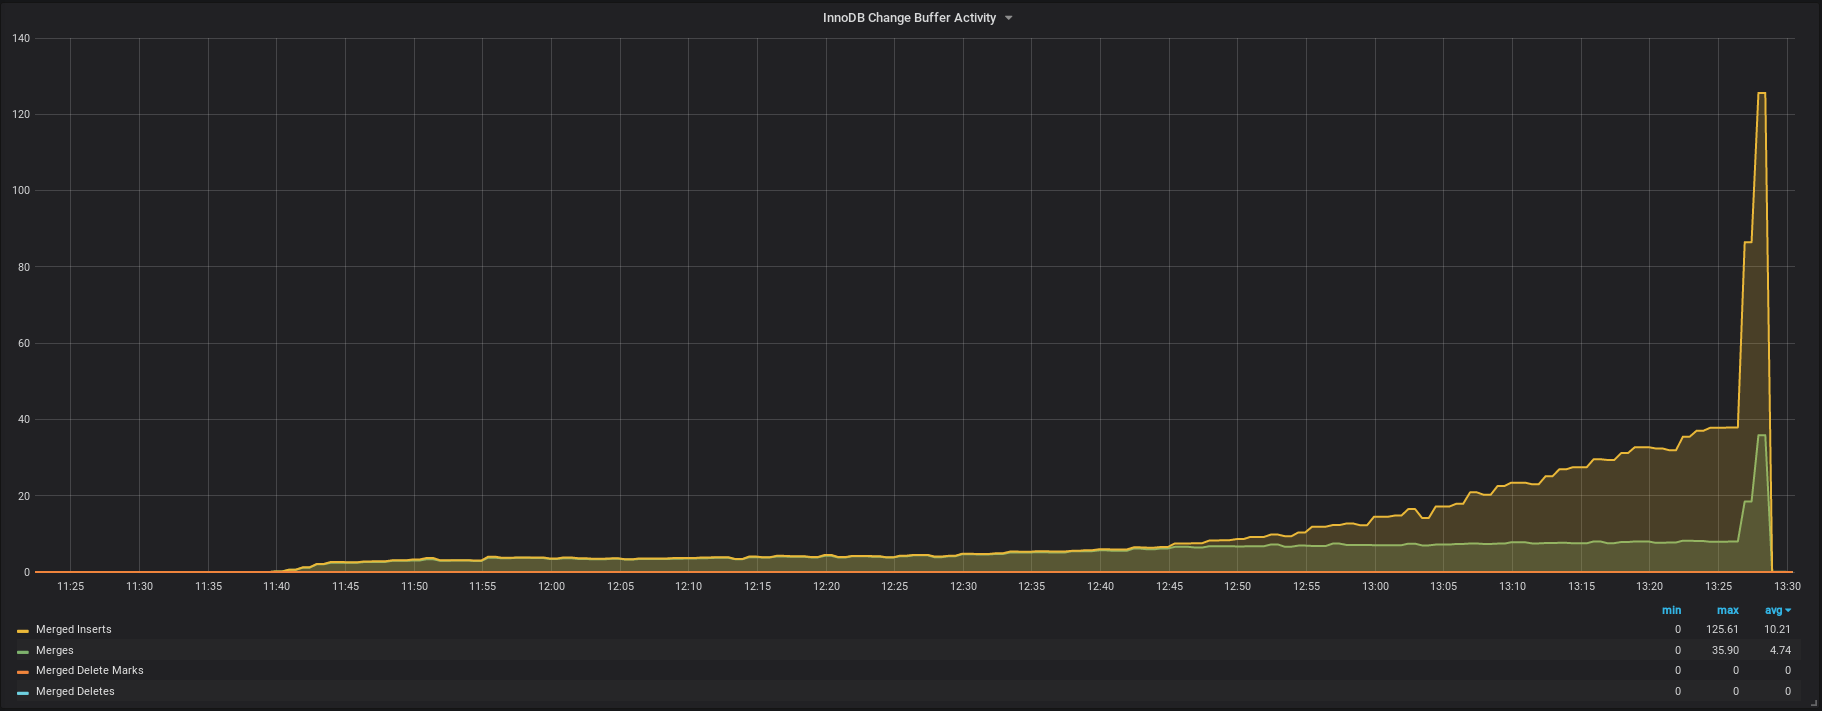 InnoDB Change Buffer Activity
140
120
100
80
60
40
20
0
11:25 11:30 11:35 11:40 11:45 11:50 11:55 12:00 12:05 12:10 12:15 12:20 12:25 12:30 12:35 12:40 12:45 12:50 12:55 13:00 13:05 13:10 13:15 13:20 13:25 13:30
min max avg
Merged Inserts 0 125.61 10.21
Merges 0 35.90 4.74
Merged Delete Marks 0 0 0
Merged Deletes 0 0 0